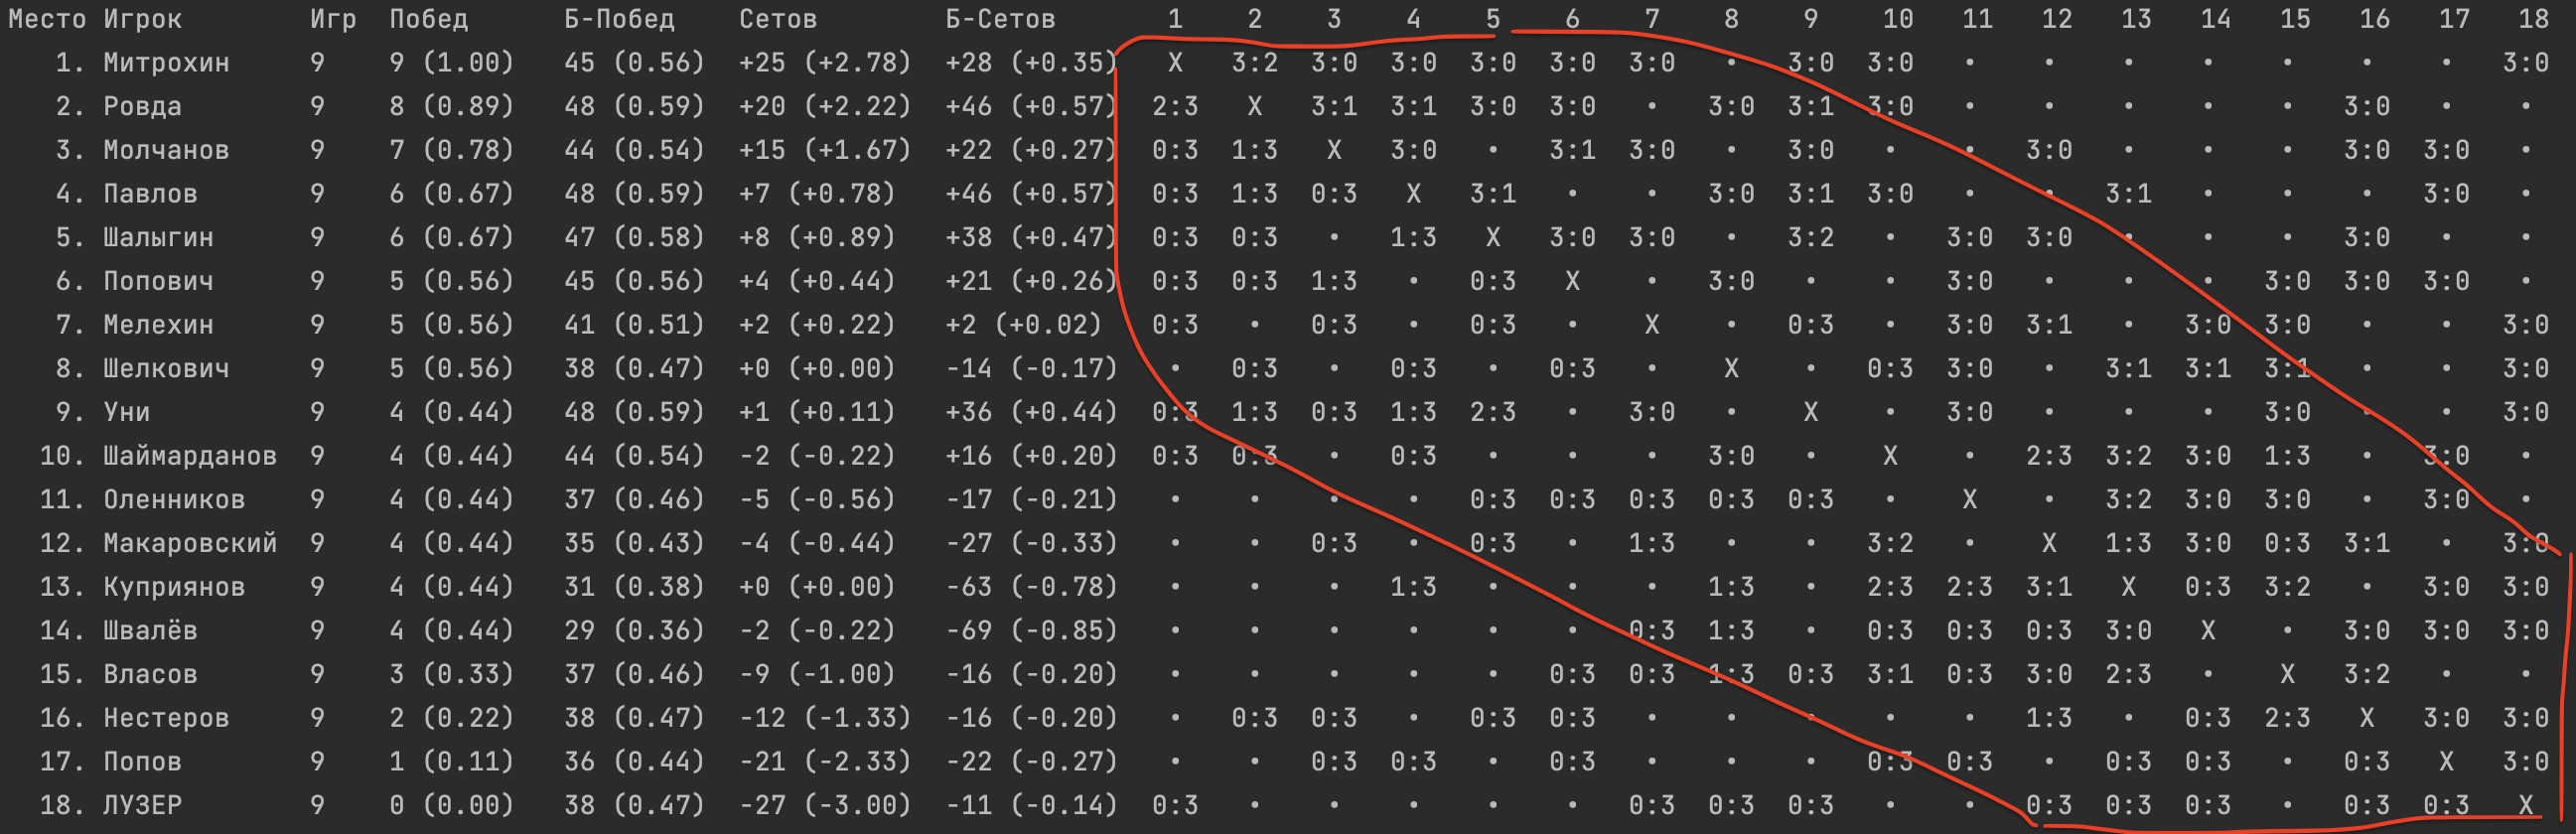 Место Игрок Игр Побед Б-Побед Сетов Б-Сетов 1 2 3 4 5 6 7 8 9 10 11 12 13 14 15 16 17 18
1. Митрохин 9 9 (1.00) 45 (0.56) +25 (+2.78) +28 (+0.35) X 3:2 3:0 3:0 3:0 3:0 3:0 • 3:0 3:0 • • • • • • • 3:0
2. Ровда 9 8 (0.89) 48 (0.59) +20 (+2.22) +46 (+0.57) 2:3 X 3:1 3:1 3:0 3:0 • 3:0 3:1 3:0 • • • • • 3:0 • •
3. Молчанов 9 7 (0.78) 44 (0.54) +15 (+1.67) +22 (+0.27) 0:3 1:3 X 3:0 • 3:1 3:0 • 3:0 • • 3:0 • • • 3:0 3:0 •
4. Павлов 9 6 (0.67) 48 (0.59) +7 (+0.78) +46 (+0.57) 0:3 1:3 0:3 X 3:1 • • 3:0 3:1 3:0 • • 3:1 • • • 3:0 •
5. Шалыгин 9 6 (0.67) 47 (0.58) +8 (+0.89) +38 (+0.47) 0:3 0:3 • 1:3 X 3:0 3:0 • 3:2 • 3:0 3:0 • • • 3:0 • •
6. Попович 9 5 (0.56) 45 (0.56) +4 (+0.44) +21 (+0.26) 0:3 0:3 1:3 • 0:3 X • 3:0 • • 3:0 • • • 3:0 3:0 3:0 •
7. Мелехин 9 5 (0.56) 41 (0.51) +2 (+0.22) +2 (+0.02) 0:3 • 0:3 • 0:3 • X • 0:3 • 3:0 3:1 • 3:0 3:0 • • 3:0
8. Шелкович 9 5 (0.56) 38 (0.47) +0 (+0.00) -14 (-0.17) • 0:3 • 0:3 • 0:3 • X • 0:3 3:0 • 3:1 3:1 3:1 • • 3:0
9. Уни 9 4 (0.44) 48 (0.59) +1 (+0.11) +36 (+0.44) 0:3 1:3 0:3 1:3 2:3 • 3:0 • X • 3:0 • • • 3:0 • • 3:0
10. Шаймарданов 9 4 (0.44) 44 (0.54) -2 (-0.22) +16 (+0.20) 0:3 0:3 • 0:3 • • • 3:0 • X • 2:3 3:2 3:0 1:3 • 3:0 •
11. Оленников 9 4 (0.44) 37 (0.46) -5 (-0.56) -17 (-0.21) • • • • 0:3 0:3 0:3 0:3 0:3 • X • 3:2 3:0 3:0 • 3:0 •
12. Макаровский 9 4 (0.44) 35 (0.43) -4 (-0.44) -27 (-0.33) • • 0:3 • 0:3 • 1:3 • • 3:2 • X 1:3 3:0 0:3 3:1 • 3:0
13. Куприянов 9 4 (0.44) 31 (0.38) +0 (+0.00) -63 (-0.78) • • • 1:3 • • • 1:3 • 2:3 2:3 3:1 X 0:3 3:2 • 3:0 3:0
14. Швалёв 9 4 (0.44) 29 (0.36) -2 (-0.22) -69 (-0.85) • • • • • • 0:3 1:3 • 0:3 0:3 0:3 3:0 X • 3:0 3:0 3:0
15. Власов 9 3 (0.33) 37 (0.46) -9 (-1.00) -16 (-0.20) • • • • • 0:3 0:3 1:3 0:3 3:1 0:3 3:0 2:3 • X 3:2 • •
16. Нестеров 9 2 (0.22) 38 (0.47) -12 (-1.33) -16 (-0.20) • 0:3 0:3 • 0:3 0:3 • • • • • 1:3 • 0:3 2:3 X 3:0 3:0
17. Попов 9 1 (0.11) 36 (0.44) -21 (-2.33) -22 (-0.27) • • 0:3 0:3 • 0:3 • • • 0:3 0:3 • 0:3 0:3 • 0:3 X 3:0
18. ЛУЗЕР 9 0 (0.00) 38 (0.47) -27 (-3.00) -11 (-0.14) 0:3 • • • • • 0:3 0:3 0:3 • • 0:3 0:3 0:3 • 0:3 0:3 X